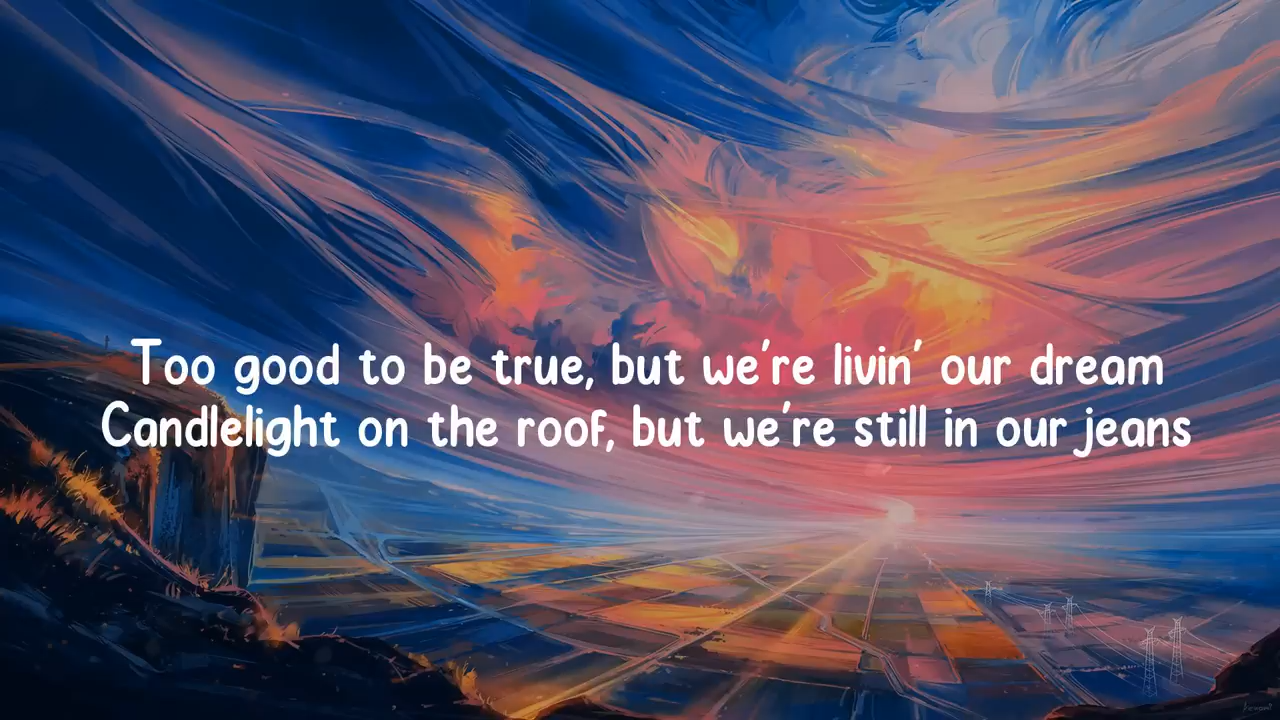 Too good to be true, but we're livin' our dream
Candlelight on the roof, but we're still in our jeans